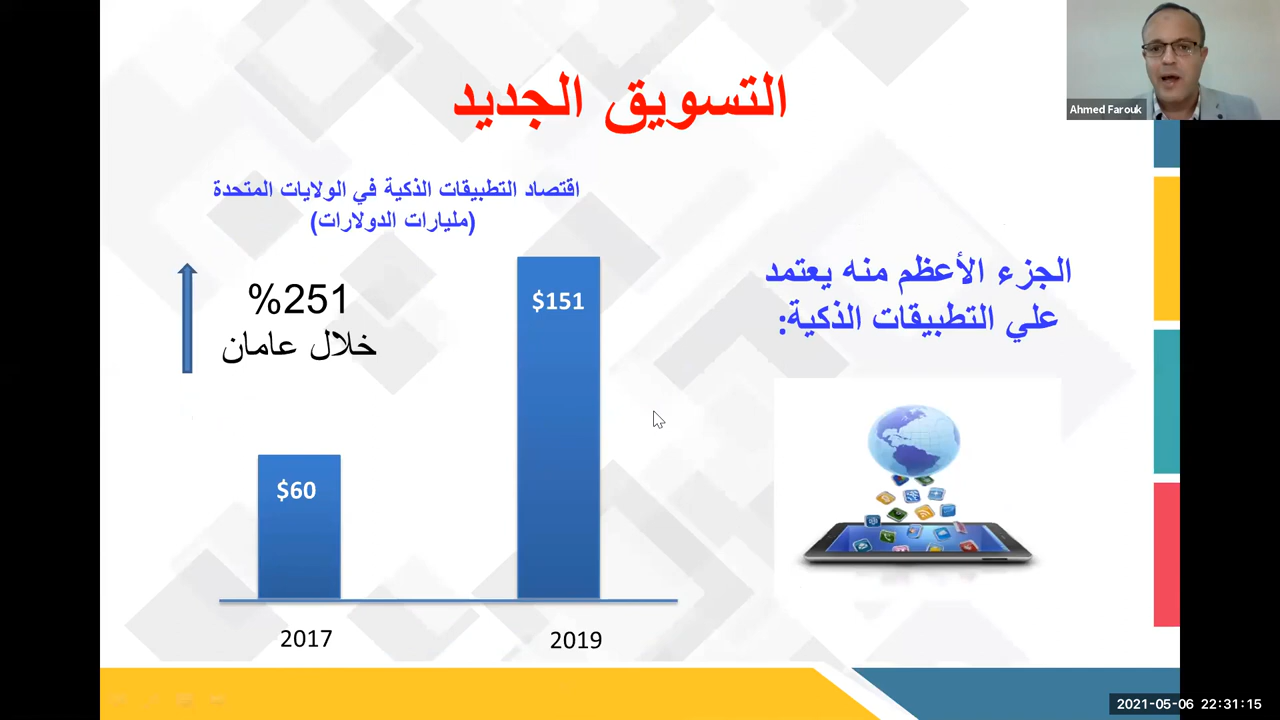 التسويق الجديد
Ahmed Farouk
اقتصاد التطبيقات الذكية في الولايات المتحدة
(مليارات الدولارات)
الجزء الأعظم منه يعتمد
علي التطبيقات الذكية:
%251
خلال عامان
$151
$60
2017
2019
2021-05-06 22:31:15